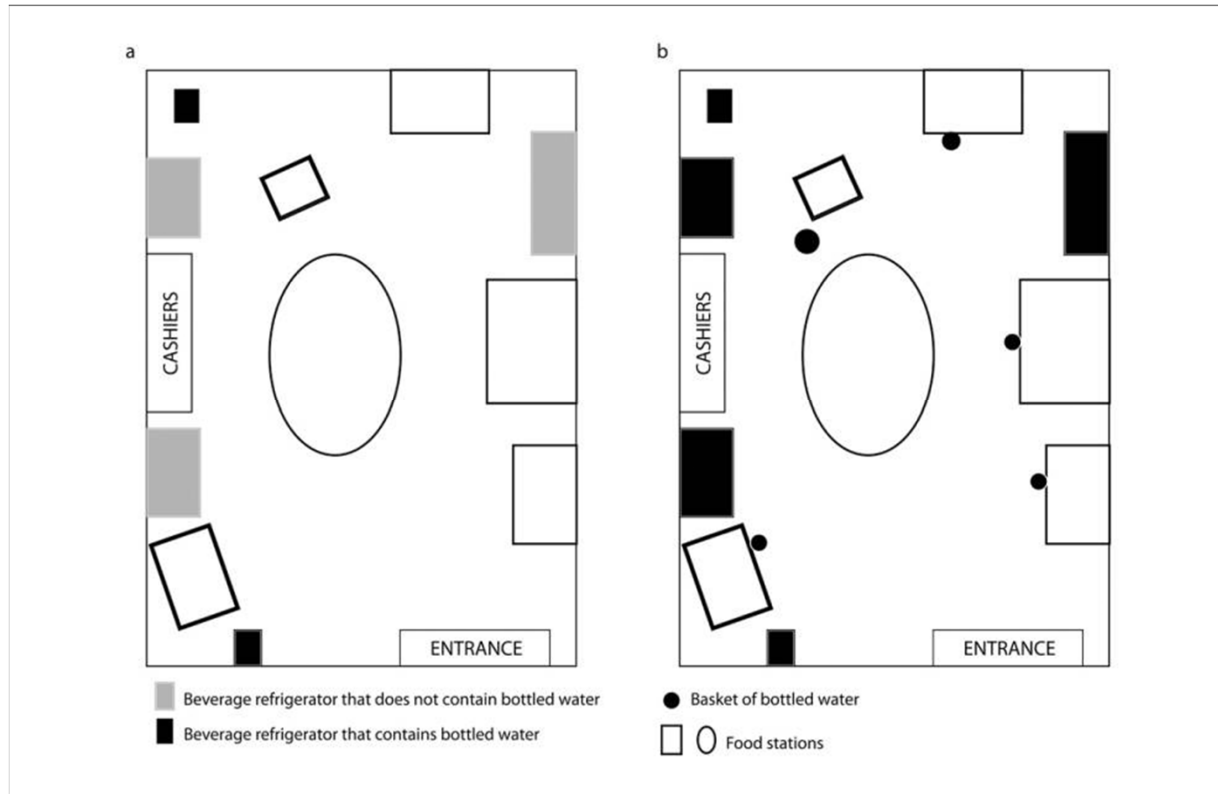 a
b
CASHIERS
CASHIERS
ENTRANCE
ENTRANCE
Beverage refrigerator that does not contain bottled water
Beverage refrigerator that contains bottled water
Basket of bottled water
Food stations